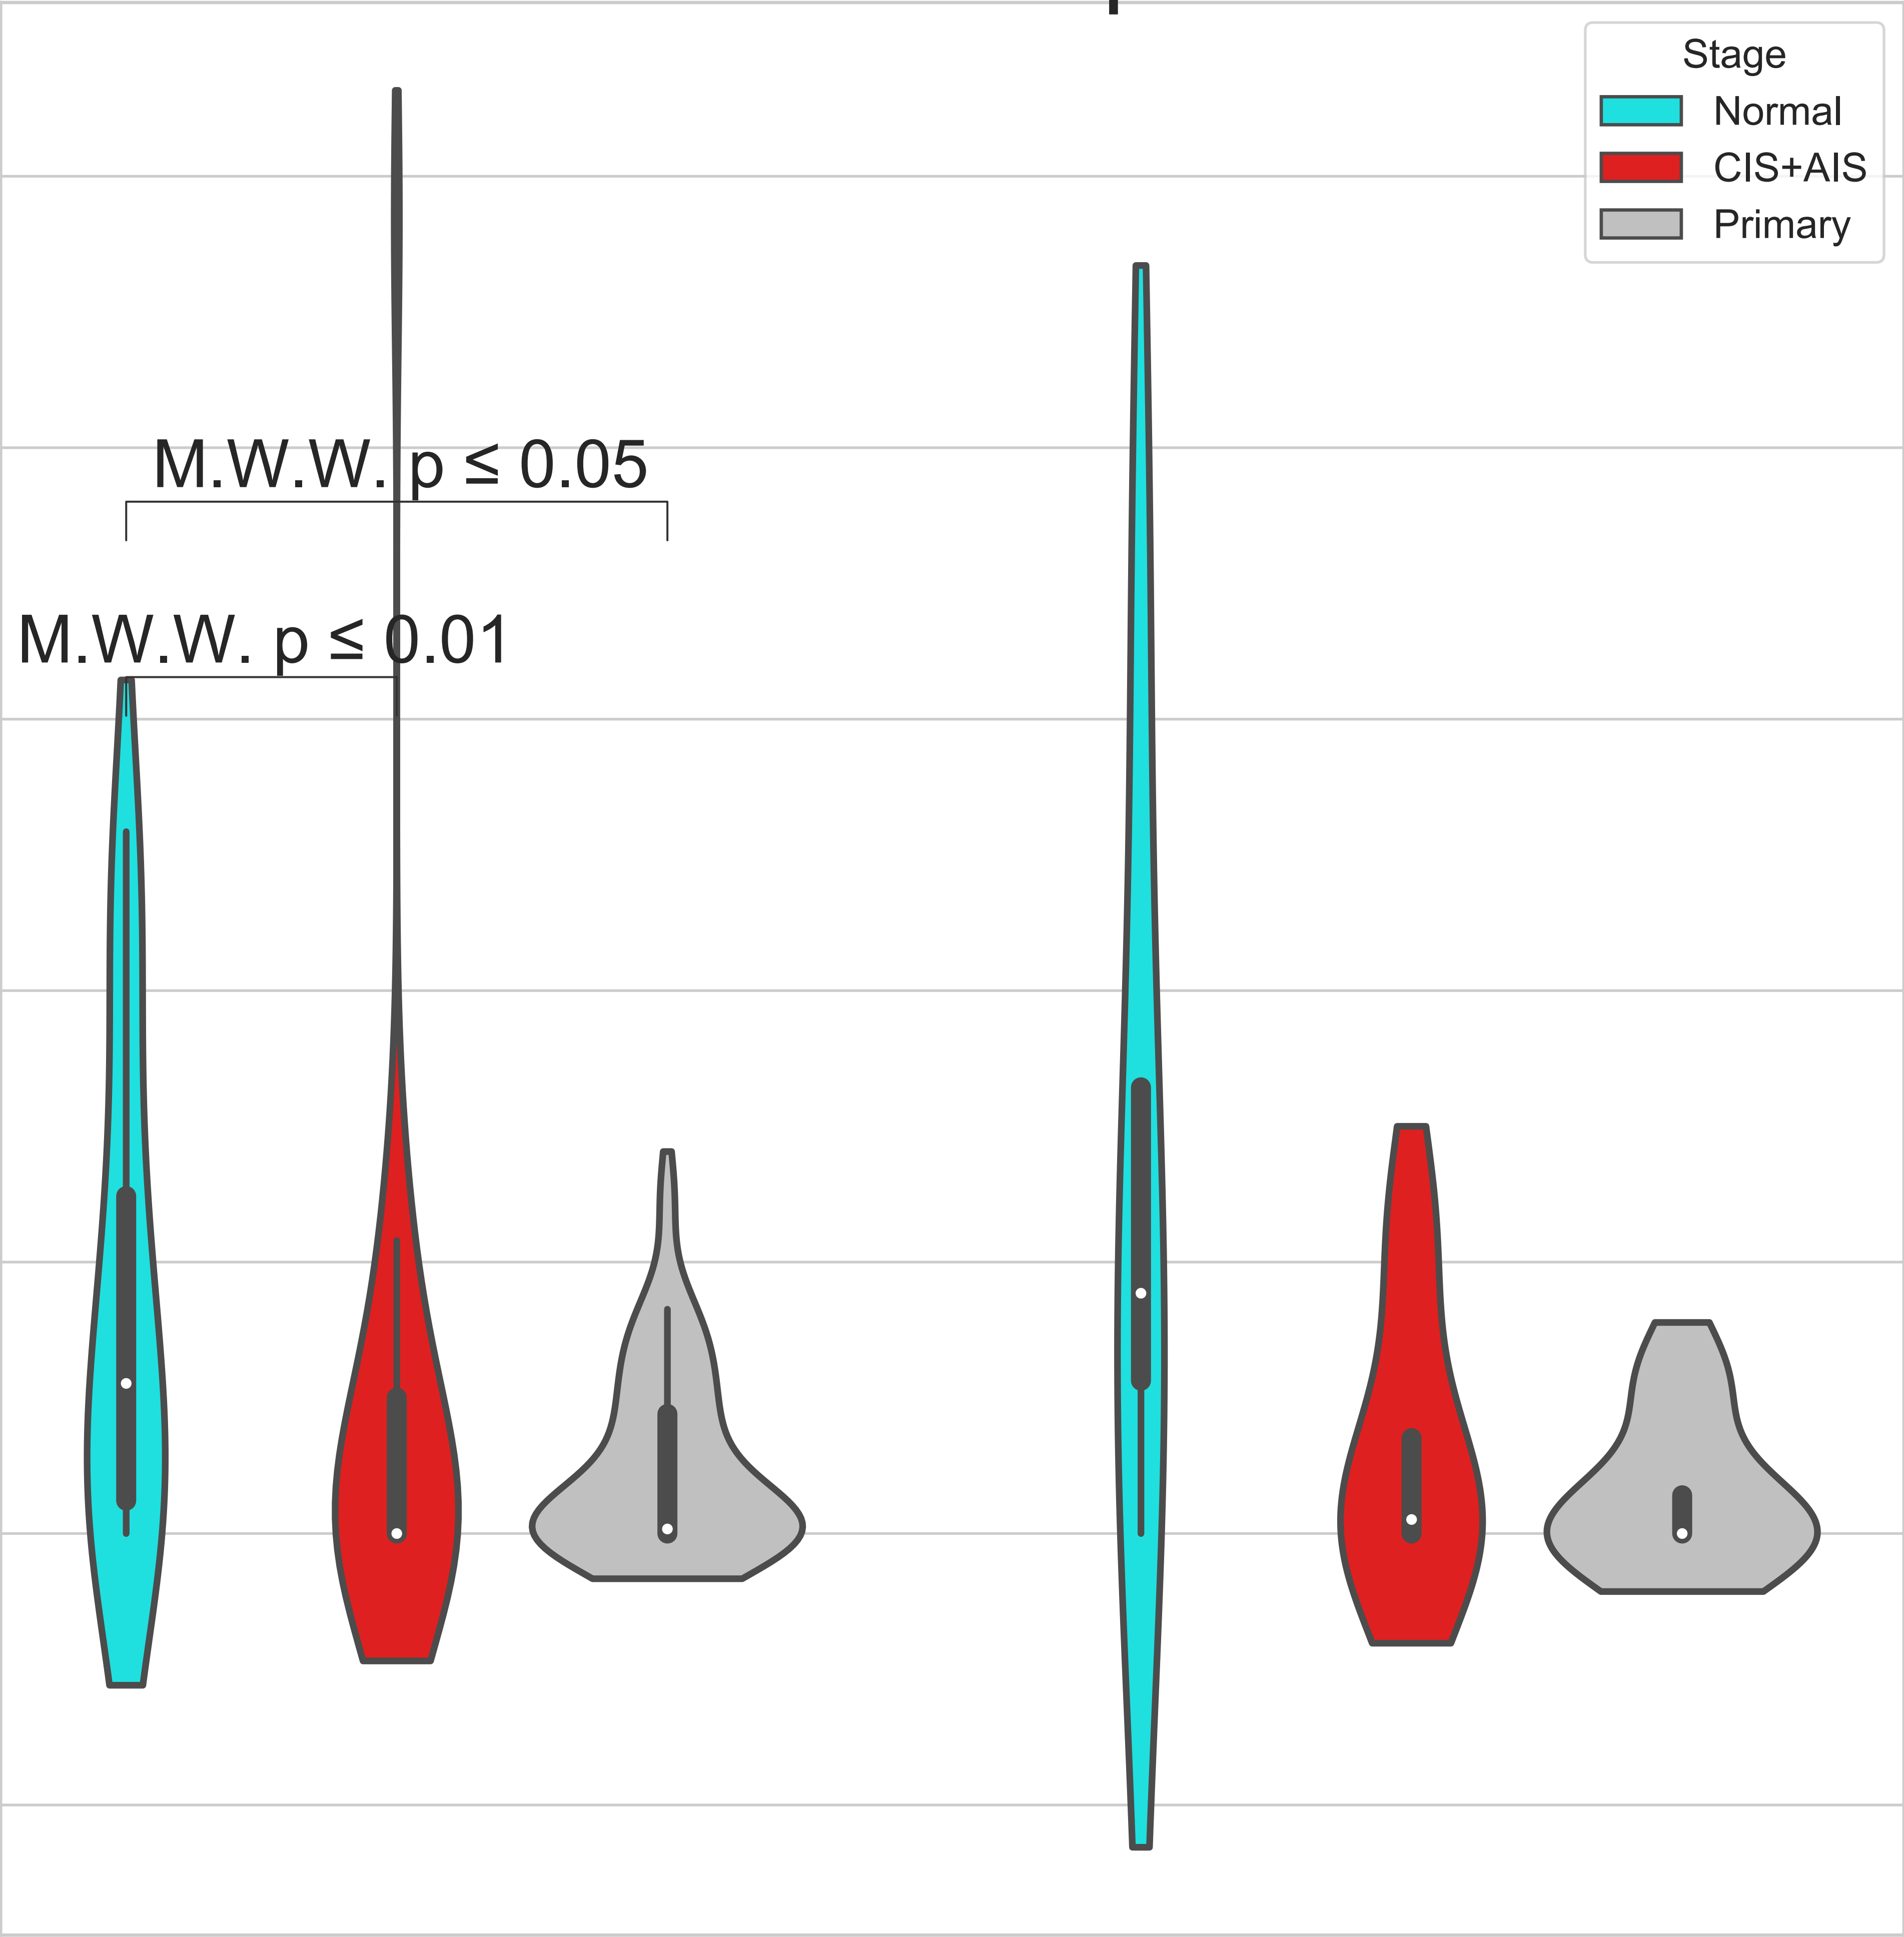 Stage
Normal
CIS+AIS
Primary
M.W.W. p ≤ 0.05
M.W.W. p ≤ 0.01